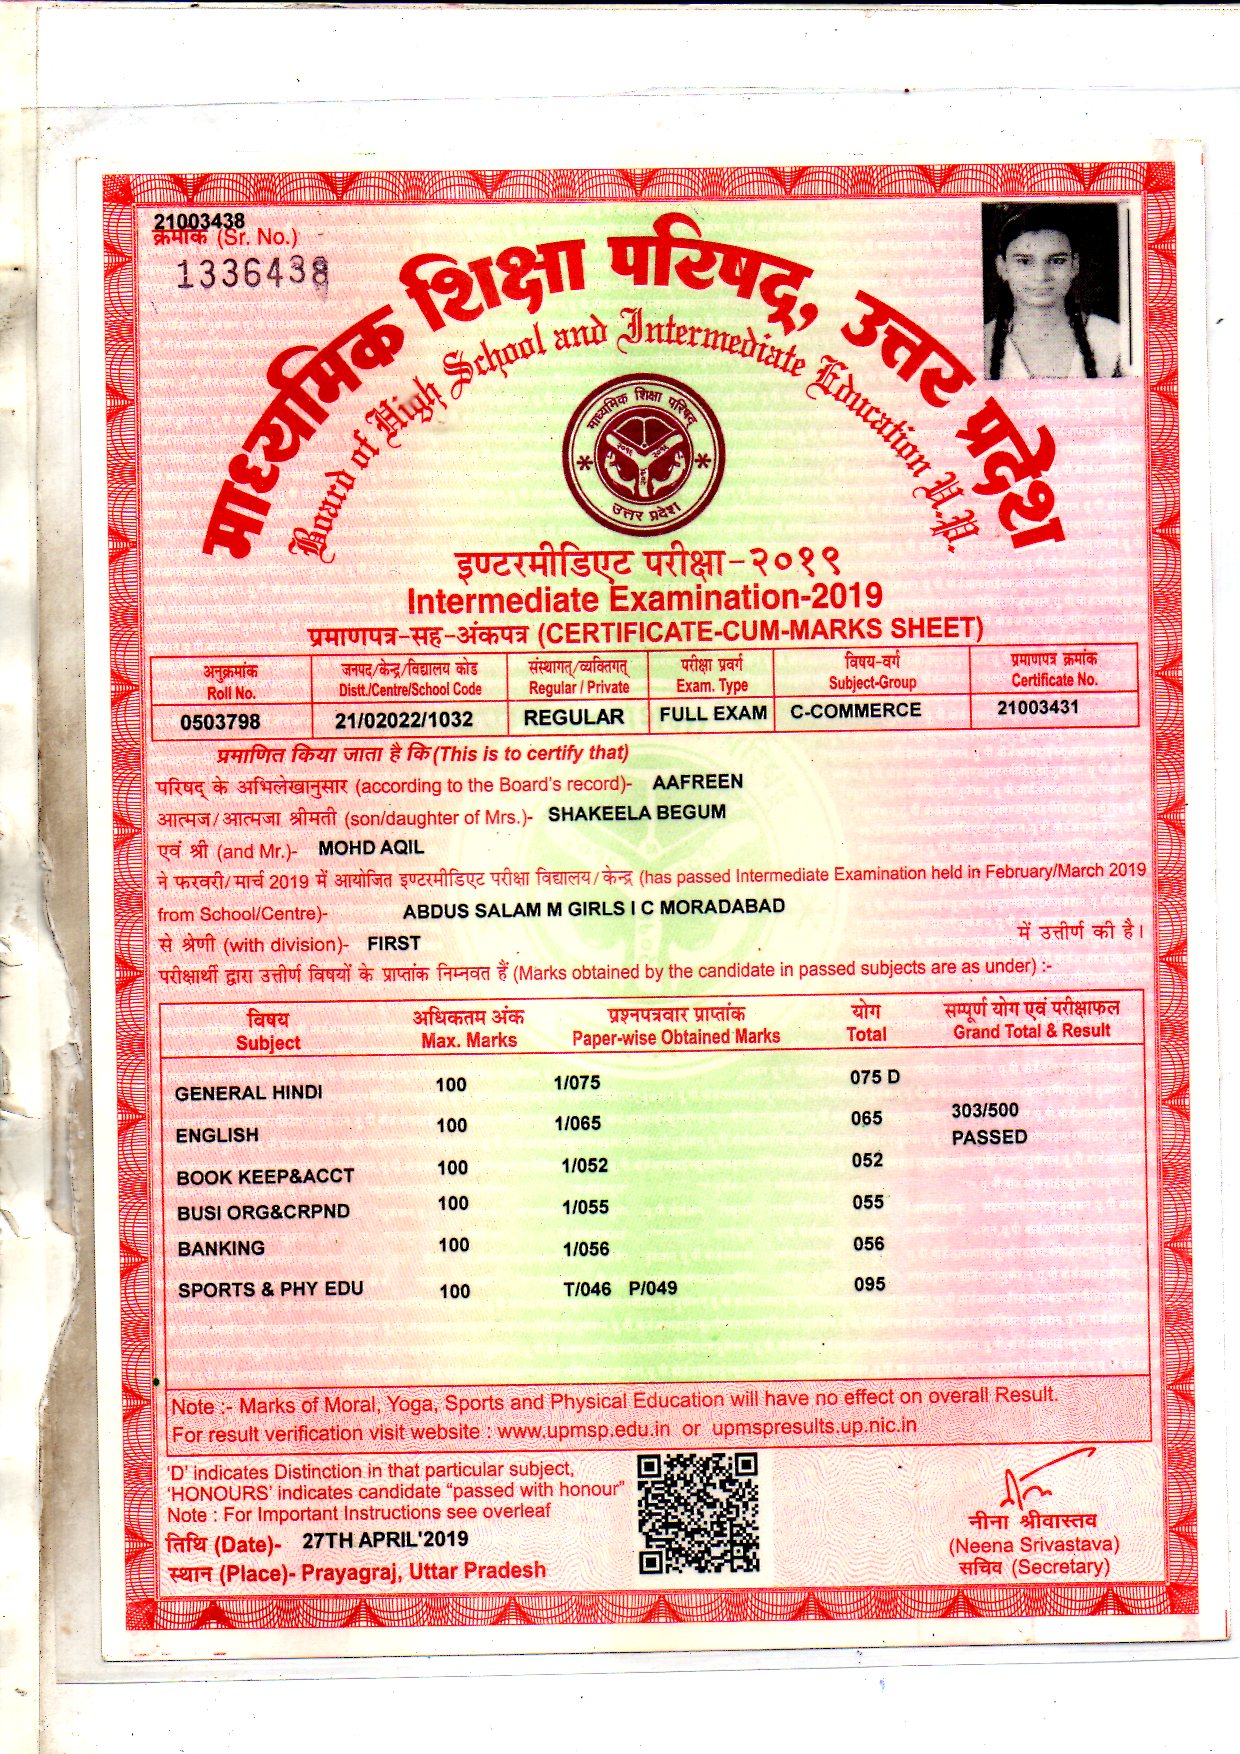 21003438
क्रमांक (Sr. No.)
1336438
माध्यमिक शिक्षा परिषद्, उत्तर प्रदेश
Board of High School and Intermediate Education U.P.
माध्यमिक शिक्षा परिषद्
उत्तर प्रदेश
इण्टरमीडिएट परीक्षा-२०१९
Intermediate Examination-2019
प्रमाणपत्र-सह-अंकपत्र (CERTIFICATE-CUM-MARKS SHEET)
अनुक्रमांक जनपद/केन्द्र/विद्यालय कोड संस्थागत्/व्यक्तिगत् परीक्षा प्रवर्ग विषय-वर्ग प्रमाणपत्र क्रमांक
Roll No. Distt./Centre/School Code Regular / Private Exam. Type Subject-Group Certificate No.
0503798 21/02022/1032 REGULAR FULL EXAM C-COMMERCE 21003431
प्रमाणित किया जाता है कि (This is to certify that)
परिषद् के अभिलेखानुसार (according to the Board's record)- AAFREEN
आत्मज/आत्मजा श्रीमती (son/daughter of Mrs.)- SHAKEELA BEGUM
एवं श्री (and Mr.)- MOHD AQIL
ने फरवरी/मार्च 2019 में आयोजित इण्टरमीडिएट परीक्षा विद्यालय/केन्द्र (has passed Intermediate Examination held in February/March 2019
from School/Centre)- ABDUS SALAM M GIRLS I C MORADABAD
से श्रेणी (with division)- FIRST में उत्तीर्ण की है।
परीक्षार्थी द्वारा उत्तीर्ण विषयों के प्राप्तांक निम्नवत हैं (Marks obtained by the candidate in passed subjects are as under) :-
विषय अधिकतम अंक प्रश्नपत्रवार प्राप्तांक योग सम्पूर्ण योग एवं परीक्षाफल
Subject Max. Marks Paper-wise Obtained Marks Total Grand Total & Result
GENERAL HINDI 100 1/075 075 D
ENGLISH 100 1/065 065 303/500
PASSED
BOOK KEEP&ACCT 100 1/052 052
BUSI ORG&CRPND 100 1/055 055
BANKING 100 1/056 056
SPORTS & PHY EDU 100 T/046 P/049 095
Note :- Marks of Moral, Yoga, Sports and Physical Education will have no effect on overall Result.
For result verification visit website : www.upmsp.edu.in or upmspresults.up.nic.in
'D' indicates Distinction in that particular subject,
'HONOURS' indicates candidate "passed with honour"
Note : For Important Instructions see overleaf
तिथि (Date)- 27TH APRIL'2019
स्थान (Place)- Prayagraj, Uttar Pradesh
नीना श्रीवास्तव
(Neena Srivastava)
सचिव (Secretary)